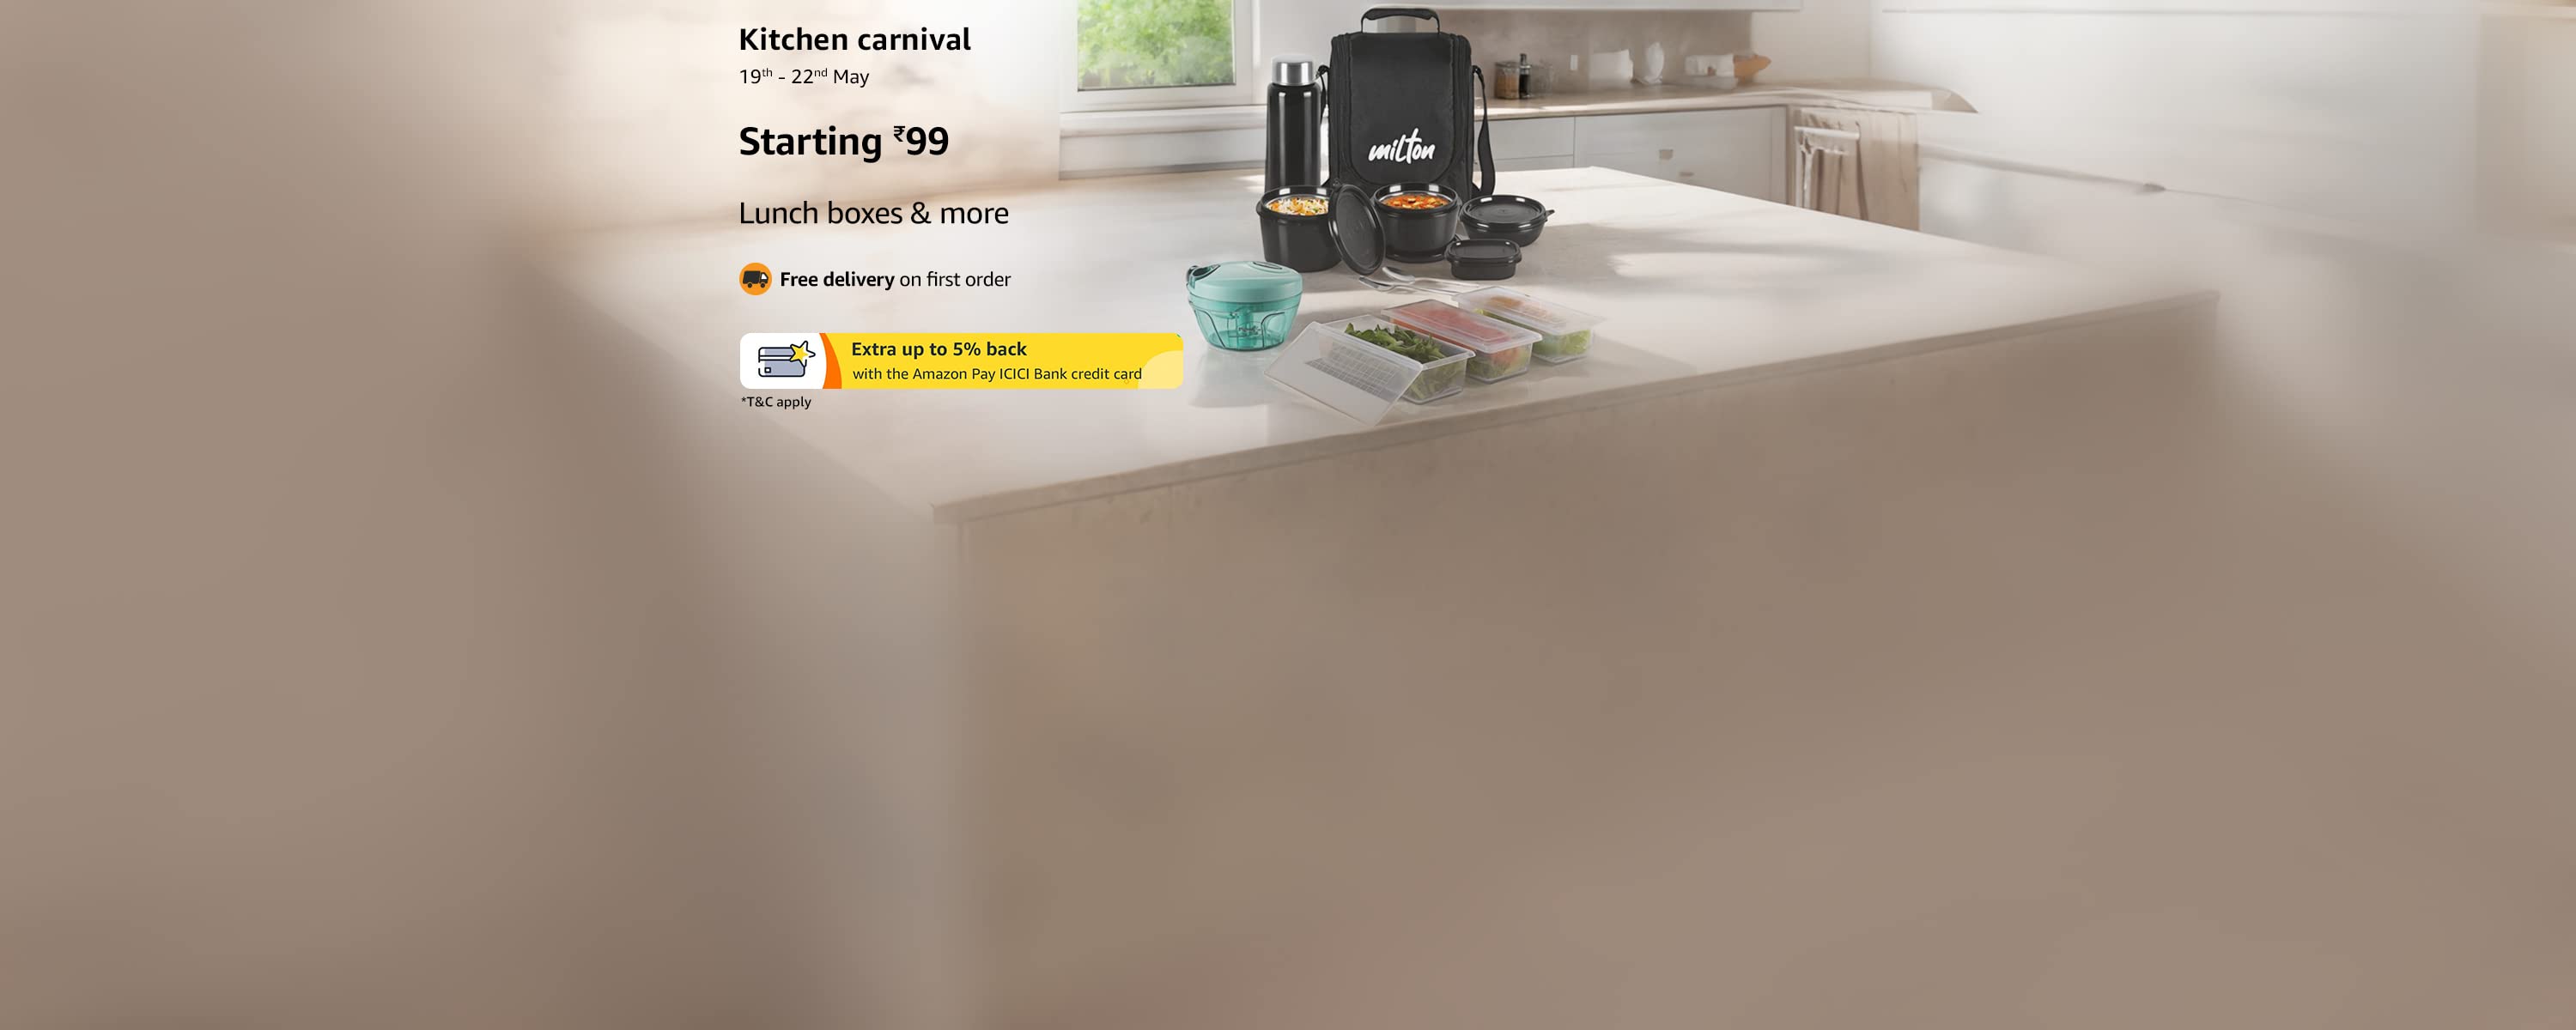 Kitchen carnival
19th - 22nd May
Starting ₹99
Lunch boxes & more
Free delivery on first order
Extra up to 5% back
with the Amazon Pay ICICI Bank credit card
*T&C apply
milton